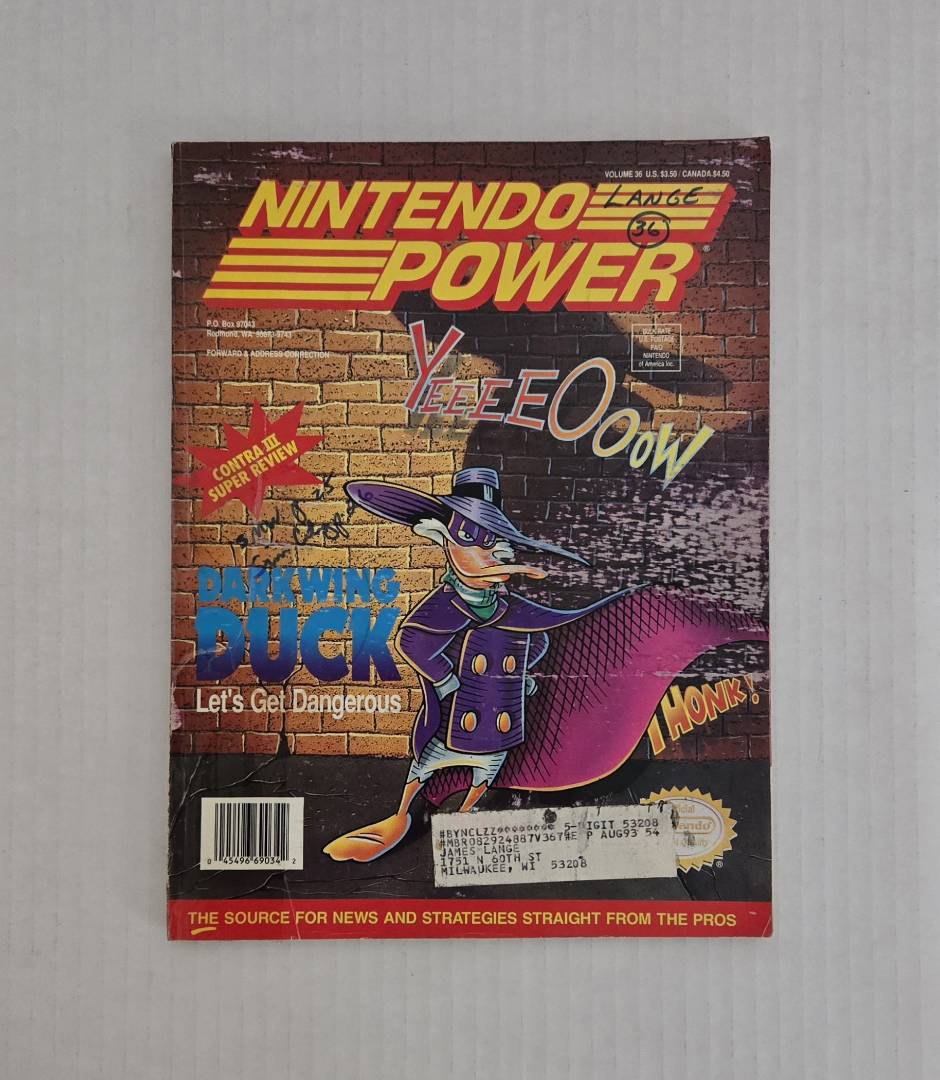 VOLUME 36 U.S. $3.50 / CANADA $4.50
NINTENDO
LANGE
36
POWER®
P.O. Box 97043
Redmond, WA 98073-9743
FORWARD & ADDRESS CORRECTION
BULK RATE
U.S. POSTAGE
PAID
NINTENDO
of America Inc.
YEEEEOOOW
CONTRA III
SUPER REVIEW
DARKWING
DUCK
Let's Get Dangerous
HONK!
0 45496 69034 2
5-DIGIT 53208
AUG93 54
JAMES LANGE
1751 N 60TH ST
MILWAUKEE, WI 53208
®
THE SOURCE FOR NEWS AND STRATEGIES STRAIGHT FROM THE PROS